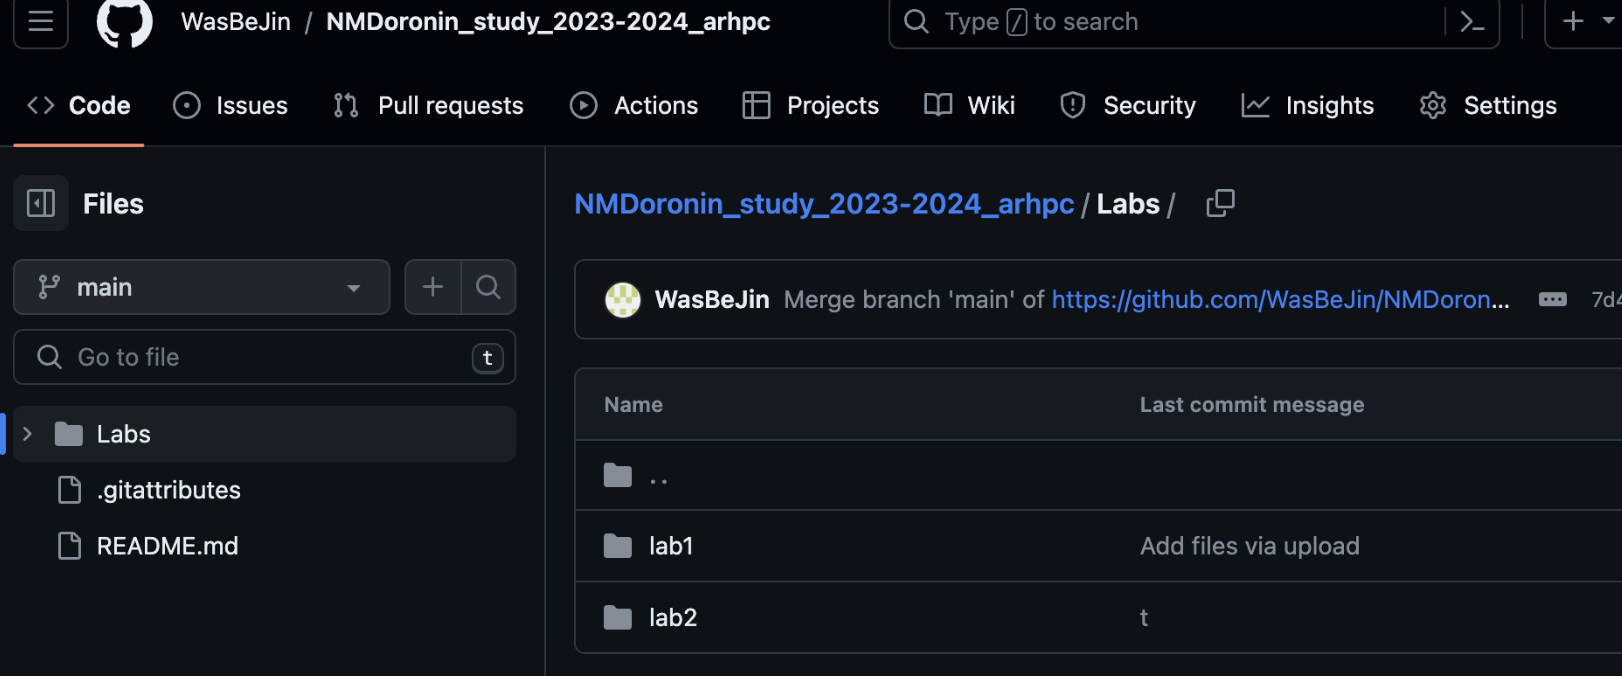 WasBeJin / NMDoronin_study_2023-2024_arhpc
Type / to search
Code Issues Pull requests Actions Projects Wiki Security Insights Settings
Files
main
Go to file t
Labs
.gitattributes
README.md
NMDoronin_study_2023-2024_arhpc / Labs /
WasBeJin Merge branch 'main' of https://github.com/WasBeJin/NMDoron... 7d4
Name Last commit message
..
lab1 Add files via upload
lab2 t